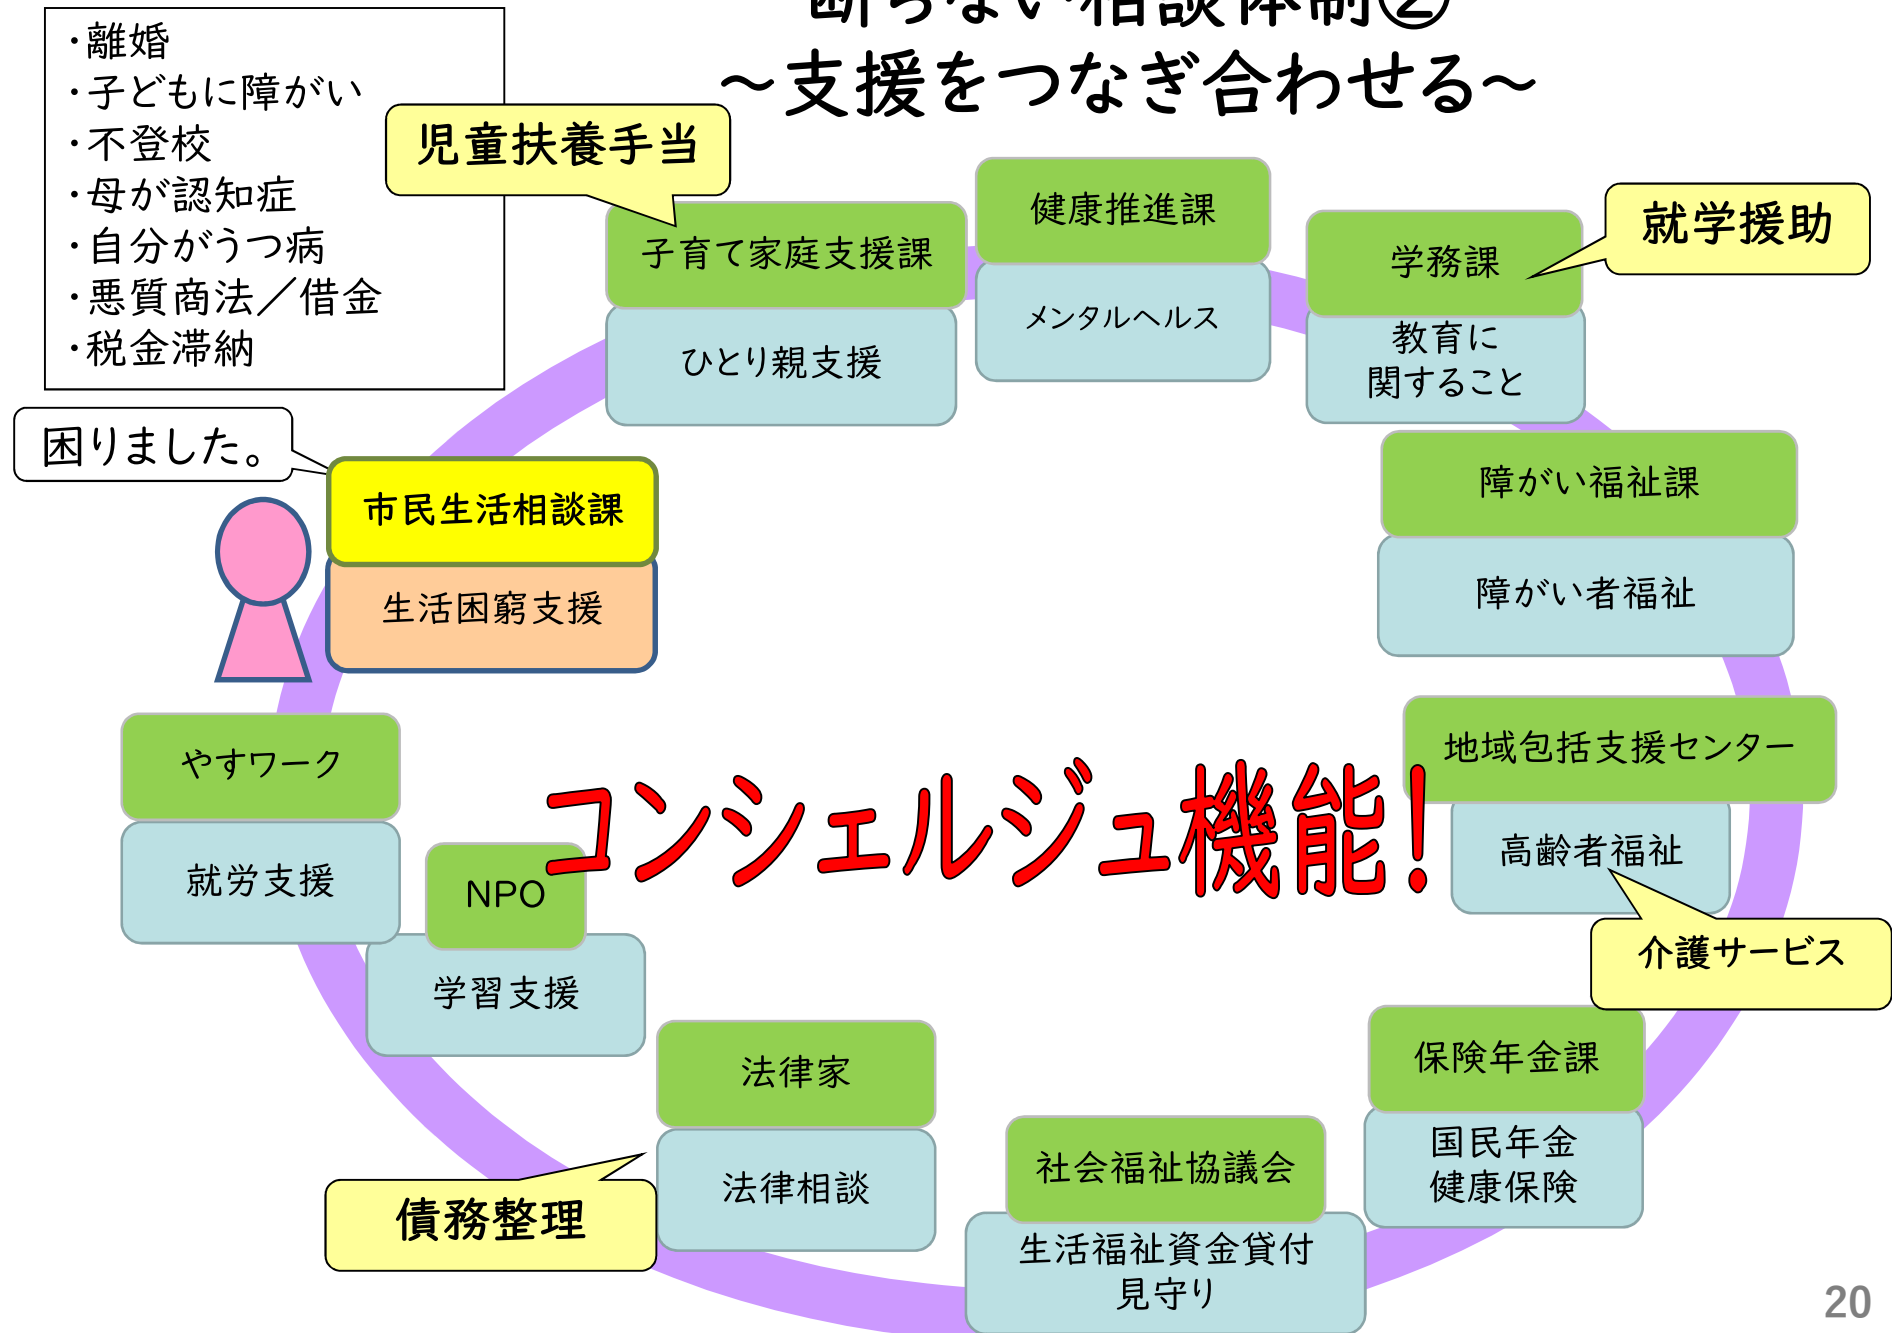 断らない相談体制②
～支援をつなぎ合わせる～
・離婚
・子どもに障がい
・不登校
・母が認知症
・自分がうつ病
・悪質商法／借金
・税金滞納
児童扶養手当
子育て家庭支援課
ひとり親支援
健康推進課
メンタルヘルス
就学援助
学務課
教育に
関すること
困りました。
市民生活相談課
生活困窮支援
障がい福祉課
障がい者福祉
やすワーク
就労支援
コンシェルジュ機能！
地域包括支援センター
高齢者福祉
介護サービス
NPO
学習支援
法律家
法律相談
債務整理
社会福祉協議会
生活福祉資金貸付
見守り
保険年金課
国民年金
健康保険
20